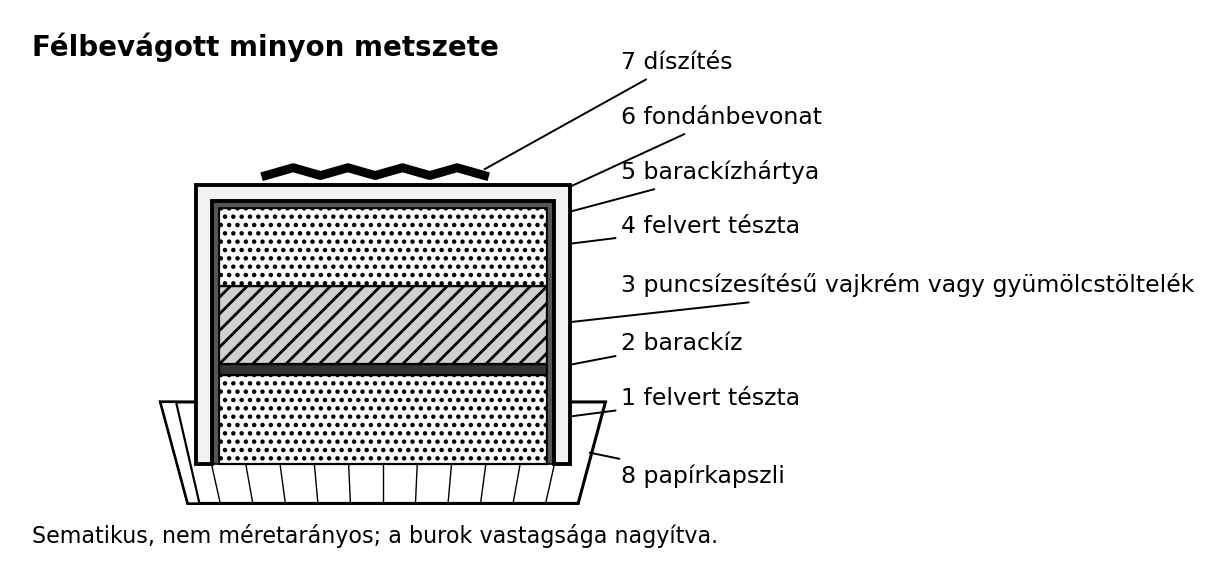 Félbevágott minyon metszete
7 díszítés
6 fondánbevonat
5 barackízhártya
4 felvert tészta
3 puncsízesítésű vajkrém vagy gyümölcstöltelék
2 barackíz
1 felvert tészta
8 papírkapszli
Sematikus, nem méretarányos; a burok vastagsága nagyítva.